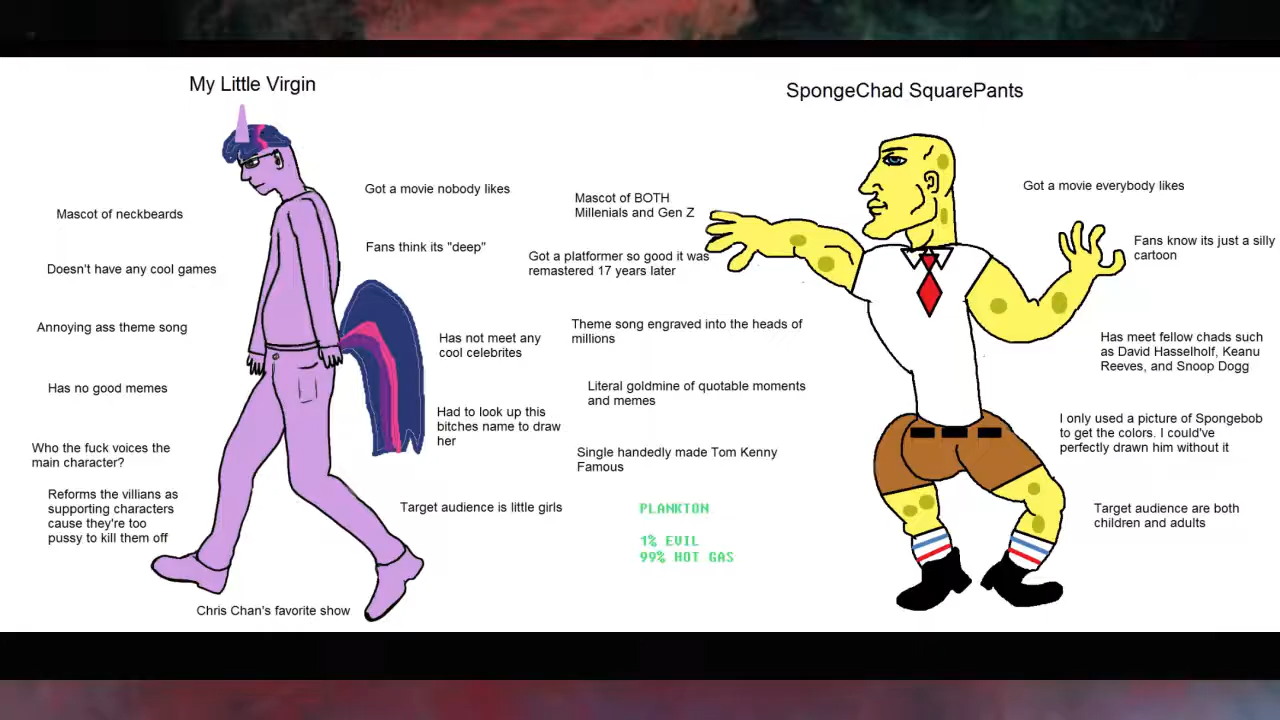 My Little Virgin
Got a movie nobody likes
Mascot of neckbeards
Fans think its "deep"
Doesn't have any cool games
Annoying ass theme song
Has not meet any
cool celebrites
Has no good memes
Had to look up this
bitches name to draw
her
Who the fuck voices the
main character?
Reforms the villians as
supporting characters
cause they're too
pussy to kill them off
Target audience is little girls
Chris Chan's favorite show
SpongeChad SquarePants
Mascot of BOTH
Millenials and Gen Z
Got a movie everybody likes
Got a platformer so good it was
remastered 17 years later
Fans know its just a silly
cartoon
Theme song engraved into the heads of
millions
Has meet fellow chads such
as David Hasselholf, Keanu
Reeves, and Snoop Dogg
Literal goldmine of quotable moments
and memes
I only used a picture of Spongebob
to get the colors. I could've
perfectly drawn him without it
Single handedly made Tom Kenny
Famous
PLANKTON
1% EVIL
99% HOT GAS
Target audience are both
children and adults